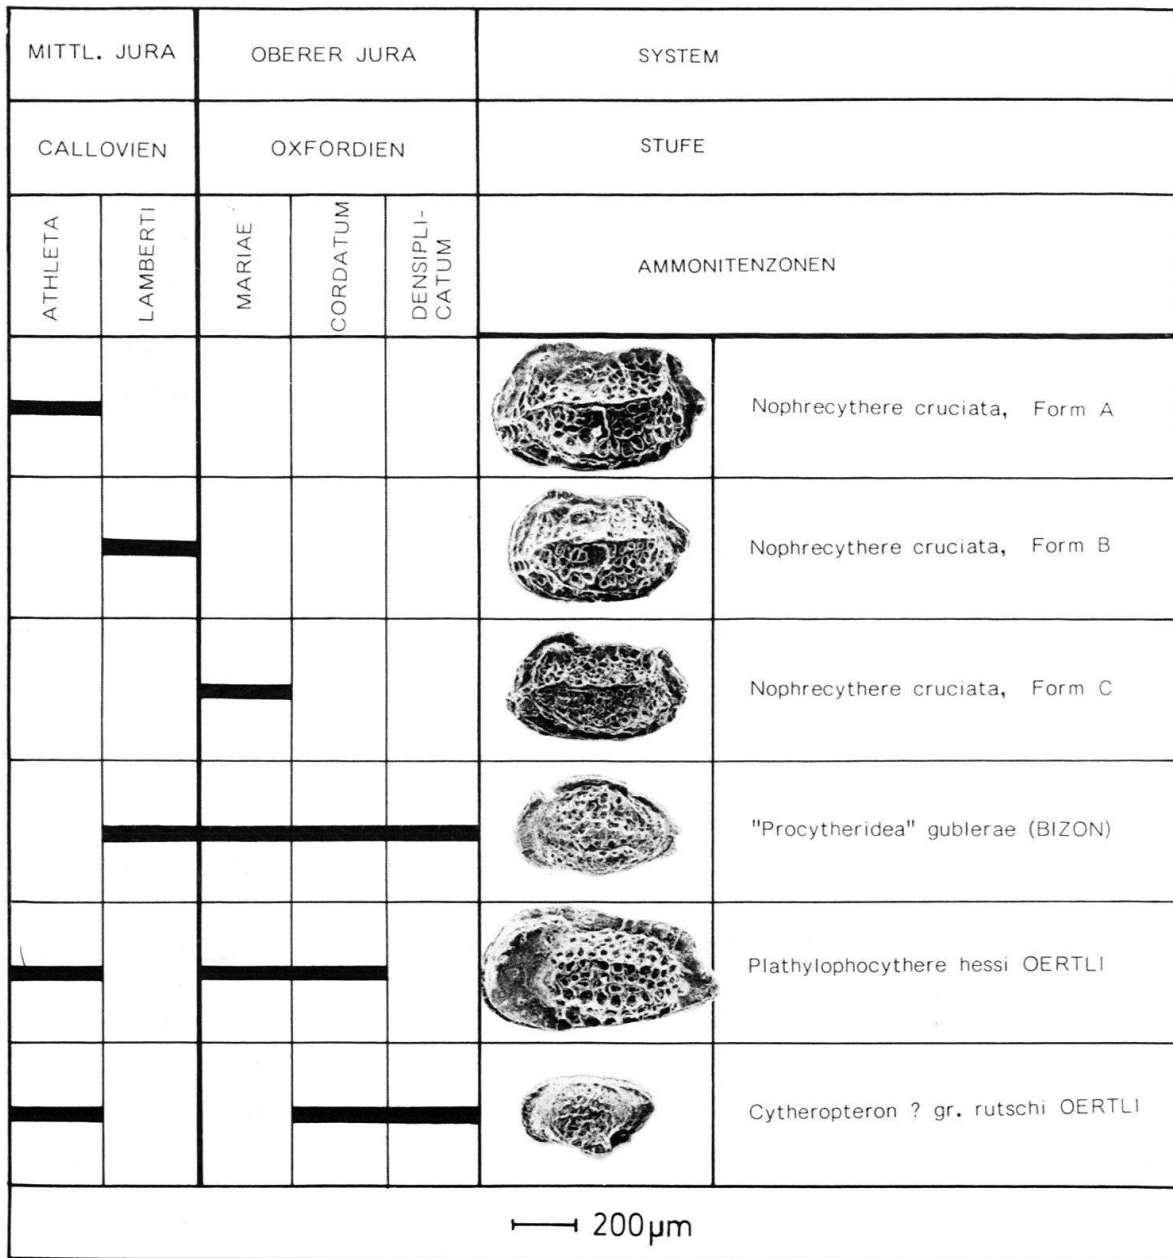 MITTL. JURA OBERER JURA SYSTEM
CALLOVIEN OXFORDIEN STUFE
ATHLETA
LAMBERTI
MARIAE
CORDATUM
DENSIPLI-
CATUM
AMMONITENZONEN
Nophrecythere cruciata, Form A
Nophrecythere cruciata, Form B
Nophrecythere cruciata, Form C
"Procytheridea" gublerae (BIZON)
Plathylophocythere hessi OERTLI
Cytheropteron ? gr. rutschi OERTLI
200µm